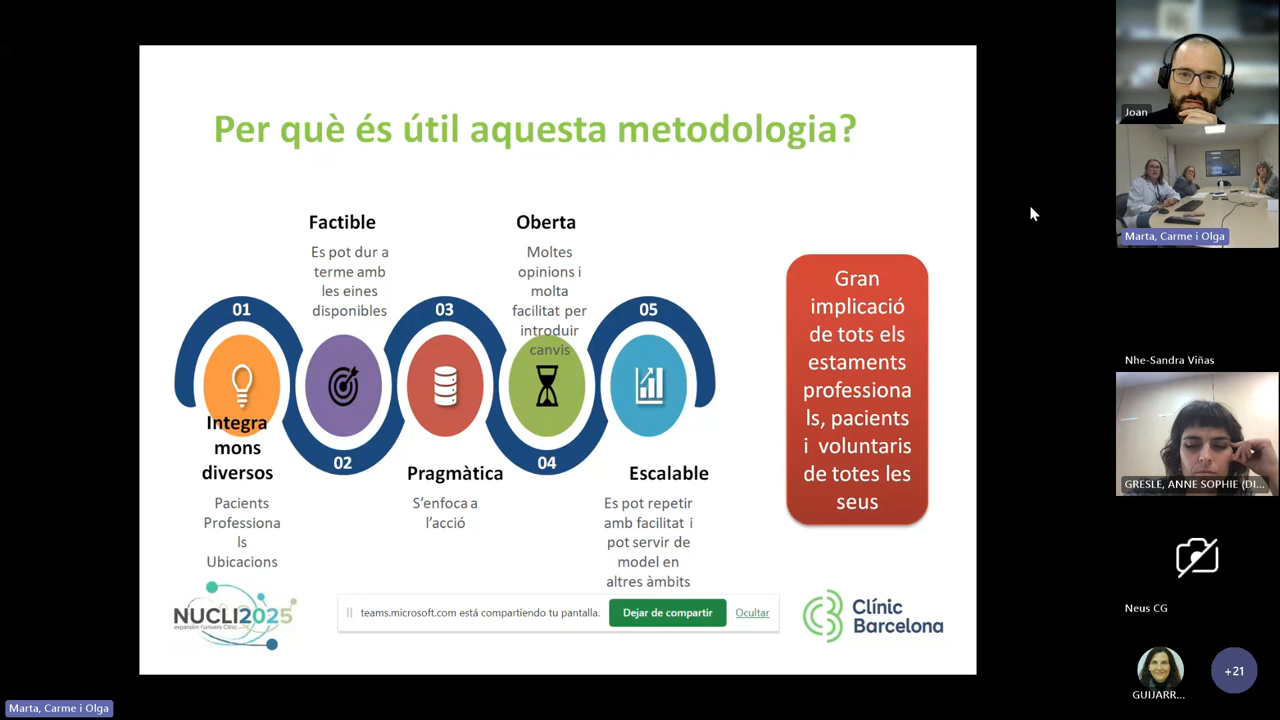 Per què és útil aquesta metodologia?
Factible
Es pot dur a
terme amb
les eines
disponibles
Oberta
Moltes
opinions i
molta
facilitat per
introduir
canvis
01
03
05
02
04
Integra
mons
diversos
Pacients
Professiona
ls
Ubicacions
Pragmàtica
S'enfoca a
l'acció
Escalable
Es pot repetir
amb facilitat i
pot servir de
model en
altres àmbits
Gran
implicació
de tots els
estaments
professiona
ls, pacients
i voluntaris
de totes les
seus
NUCLI2025
expandint l'univers Clínic
teams.microsoft.com está compartiendo tu pantalla.
Dejar de compartir
Ocultar
Clínic
Barcelona
Joan
Marta, Carme i Olga
Nhe-Sandra Viñas
GRESLE, ANNE SOPHIE (DI...
Neus CG
GUIJARR...
+21
Marta, Carme i Olga